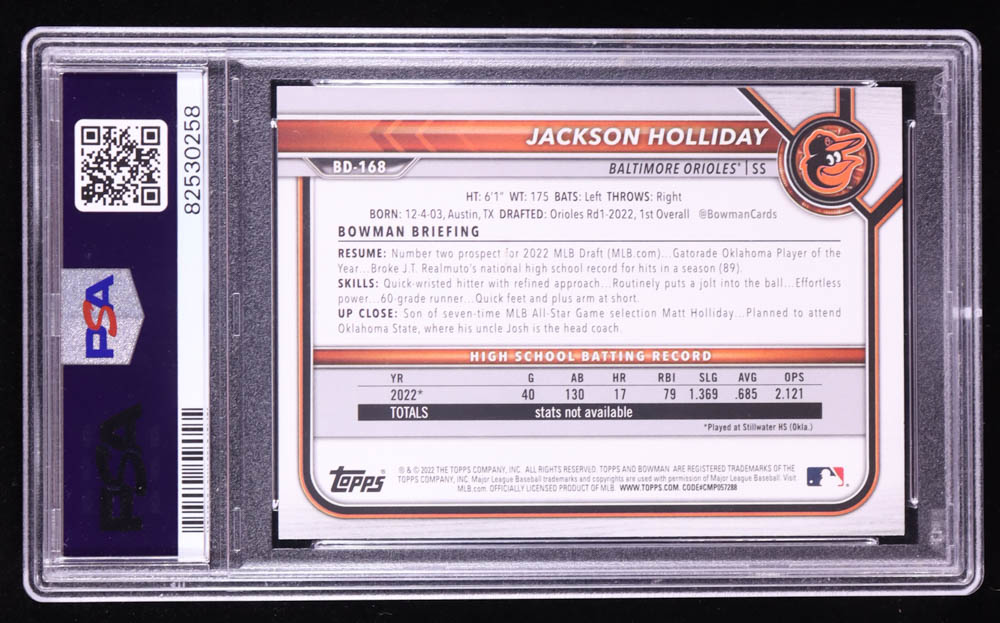 82530258
PSA
PSA
JACKSON HOLLIDAY
BD-168
BALTIMORE ORIOLES® | SS
HT: 6'1" WT: 175 BATS: Left THROWS: Right
BORN: 12-4-03, Austin, TX DRAFTED: Orioles Rd1-2022, 1st Overall @BowmanCards
BOWMAN BRIEFING
RESUME: Number two prospect for 2022 MLB Draft (MLB.com)...Gatorade Oklahoma Player of the
Year...Broke J.T. Realmuto's national high school record for hits in a season (89).
SKILLS: Quick-wristed hitter with refined approach...Routinely puts a jolt into the ball...Effortless
power...60-grade runner...Quick feet and plus arm at short.
UP CLOSE: Son of seven-time MLB All-Star Game selection Matt Holliday...Planned to attend
Oklahoma State, where his uncle Josh is the head coach.
HIGH SCHOOL BATTING RECORD
YR G AB HR RBI SLG AVG OPS
2022* 40 130 17 79 1.369 .685 2.121
TOTALS stats not available
*Played at Stillwater HS (Okla.)
Topps®
® & © 2022 THE TOPPS COMPANY, INC. ALL RIGHTS RESERVED. TOPPS AND BOWMAN ARE REGISTERED TRADEMARKS OF THE
TOPPS COMPANY, INC. Major League Baseball trademarks and copyrights are used with permission of Major League Baseball. Visit
MLB.com. OFFICIALLY LICENSED PRODUCT OF MLB. WWW.TOPPS.COM. CODE#CMP057288